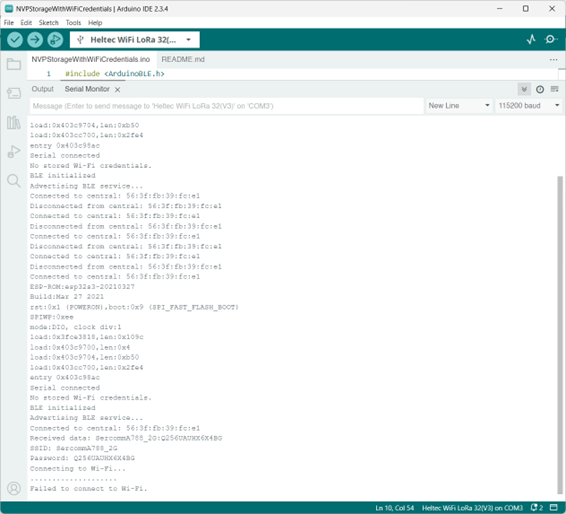 NVPStorageWithWiFiCredentials | Arduino IDE 2.3.4
File Edit Sketch Tools Help
Heltec WiFi LoRa 32(...
NVPStorageWithWiFiCredentials.ino README.md ...
1 #include <ArduinoBLE.h>
Output Serial Monitor
Message (Enter to send message to 'Heltec WiFi LoRa 32(V3)' on 'COM3')
New Line
115200 baud
load:0x403c9704,len:0xb50
load:0x403cc700,len:0x2fe4
entry 0x403c98ac
Serial connected
No stored Wi-Fi credentials.
BLE initialized
Advertising BLE service...
Connected to central: 56:3f:fb:39:fc:e1
Disconnected from central: 56:3f:fb:39:fc:e1
Connected to central: 56:3f:fb:39:fc:e1
Disconnected from central: 56:3f:fb:39:fc:e1
Connected to central: 56:3f:fb:39:fc:e1
Disconnected from central: 56:3f:fb:39:fc:e1
Connected to central: 56:3f:fb:39:fc:e1
Disconnected from central: 56:3f:fb:39:fc:e1
Connected to central: 56:3f:fb:39:fc:e1
ESP-ROM:esp32s3-20210327
Build:Mar 27 2021
rst:0x1 (POWERON),boot:0x9 (SPI_FAST_FLASH_BOOT)
SPIWP:0xee
mode:DIO, clock div:1
load:0x3fce3818,len:0x109c
load:0x403c9700,len:0x4
load:0x403c9704,len:0xb50
load:0x403cc700,len:0x2fe4
entry 0x403c98ac
Serial connected
No stored Wi-Fi credentials.
BLE initialized
Advertising BLE service...
Connected to central: 56:3f:fb:39:fc:e1
Received data: SercommA788_2G:Q256UAUHX6X4BG
SSID: SercommA788_2G
Password: Q256UAUHX6X4BG
Connecting to Wi-Fi...
....................
Failed to connect to Wi-Fi.
Ln 10, Col 54 Heltec WiFi LoRa 32(V3) on COM3 2